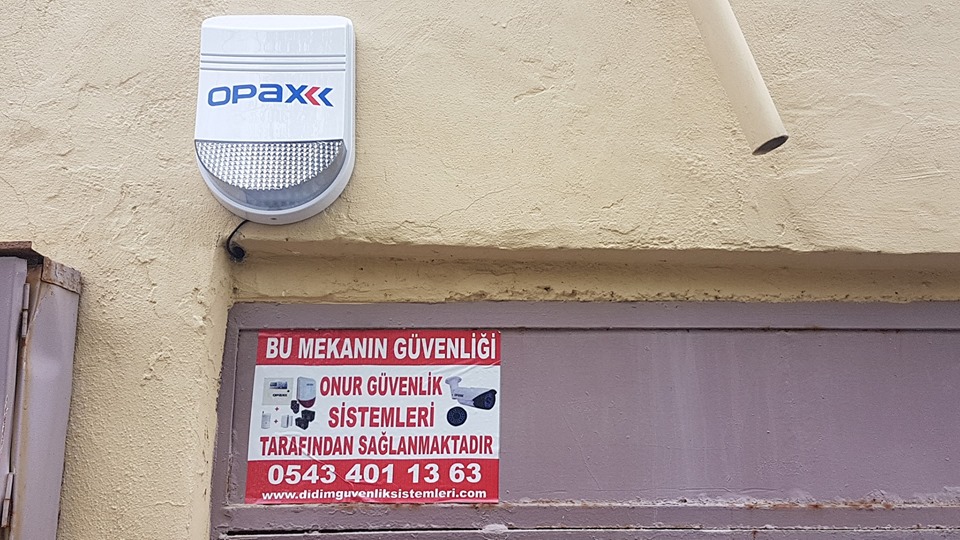 OPAX
BU MEKANIN GÜVENLİĞİ
ONUR GÜVENLİK
SİSTEMLERİ
TARAFINDAN SAĞLANMAKTADIR
0543 401 13 63
www.didimguvenliksistemleri.com